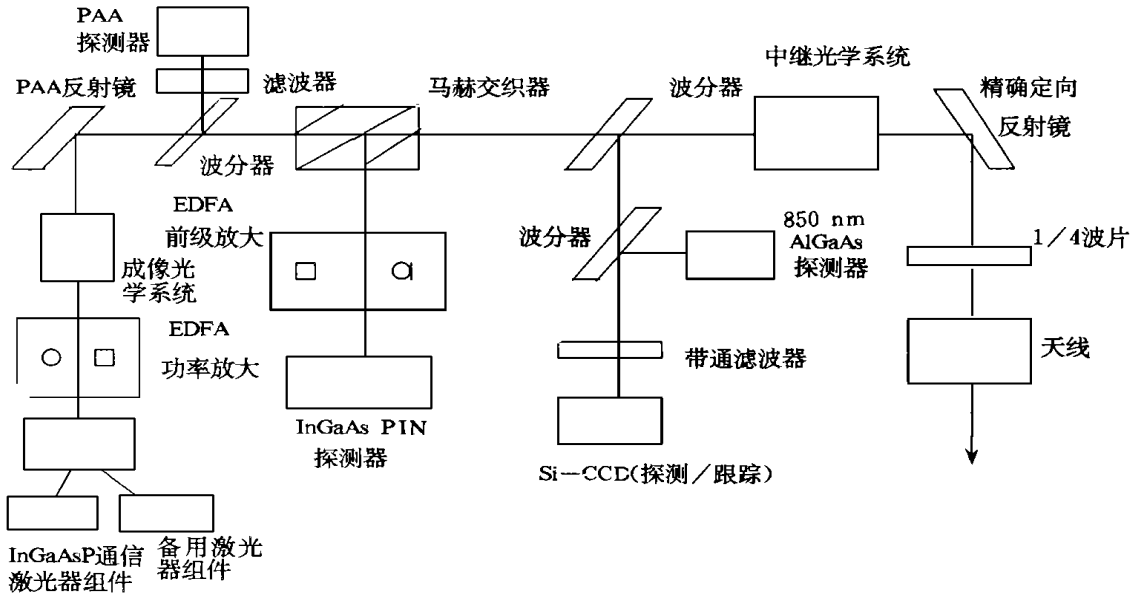 PAA
探测器
PAA反射镜
滤波器
马赫交织器
波分器
中继光学系统
精确定向
反射镜
波分器
EDFA
前级放大
波分器
850 nm
AlGaAs
探测器
1/4波片
成像光
学系统
EDFA
功率放大
带通滤波器
天线
InGaAs PIN
探测器
Si—CCD(探测/跟踪)
InGaAsP通信
激光器组件
备用激光
器组件